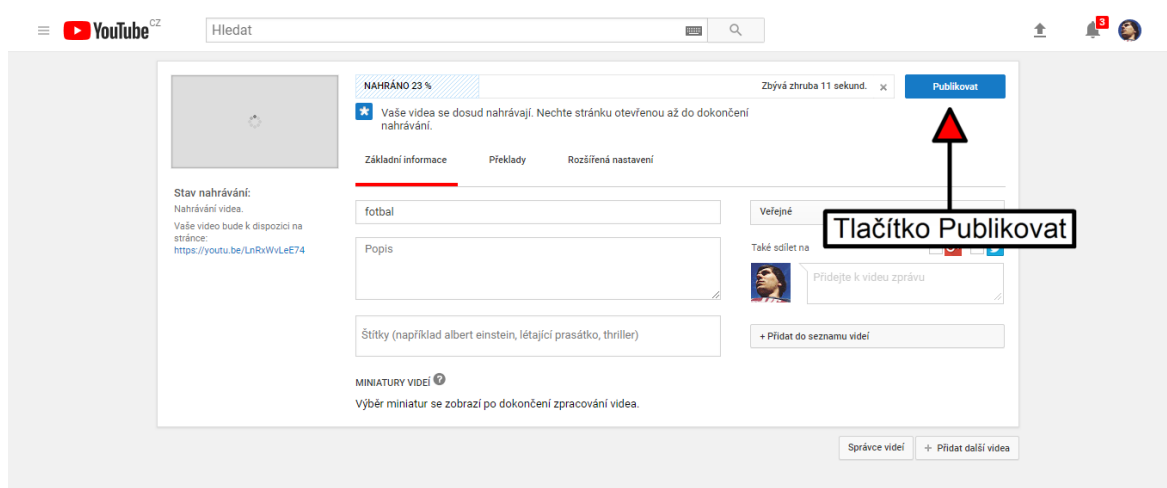 YouTube CZ
Hledat
3
NAHRÁNO 23 %
Zbývá zhruba 11 sekund.
Publikovat
Vaše videa se dosud nahrávají. Nechte stránku otevřenou až do dokončení
nahrávání.
Základní informace
Překlady
Rozšířená nastavení
Stav nahrávání:
Nahrávání videa.
Vaše video bude k dispozici na
stránce:
https://youtu.be/LnRxWvLeE74
fotbal
Popis
Štítky (například albert einstein, létající prasátko, thriller)
MINIATURY VIDEÍ ?
Výběr miniatur se zobrazí po dokončení zpracování videa.
Veřejné
Tlačítko Publikovat
Také sdílet na
Přidejte k videu zprávu
+ Přidat do seznamu videí
Správce videí
+ Přidat další videa